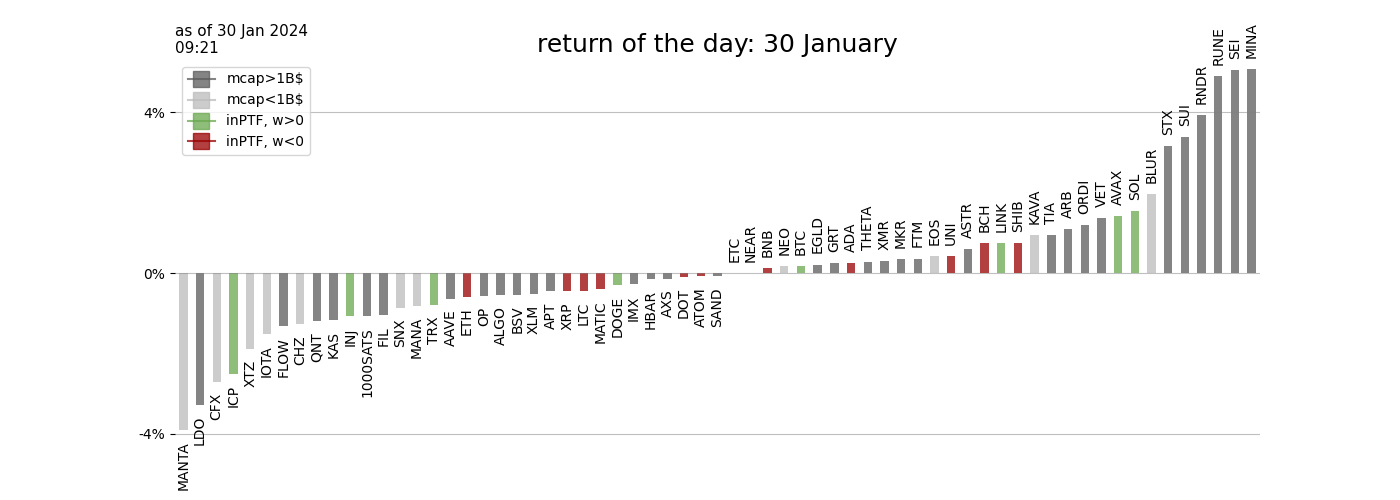 as of 30 Jan 2024
09:21
return of the day: 30 January
mcap>1B$
mcap<1B$
inPTF, w>0
inPTF, w<0
4%
0%
-4%
MANTA
LDO
CFX
ICP
XTZ
IOTA
FLOW
CHZ
QNT
KAS
INJ
1000SATS
FIL
SNX
MANA
TRX
AAVE
ETH
OP
ALGO
BSV
XLM
APT
XRP
LTC
MATIC
DOGE
IMX
HBAR
AXS
DOT
ATOM
SAND
ETC
NEAR
BNB
NEO
BTC
EGLD
GRT
ADA
THETA
XMR
MKR
FTM
EOS
UNI
ASTR
BCH
LINK
SHIB
KAVA
TIA
ARB
ORDI
VET
AVAX
SOL
BLUR
STX
SUI
RNDR
RUNE
SEI
MINA